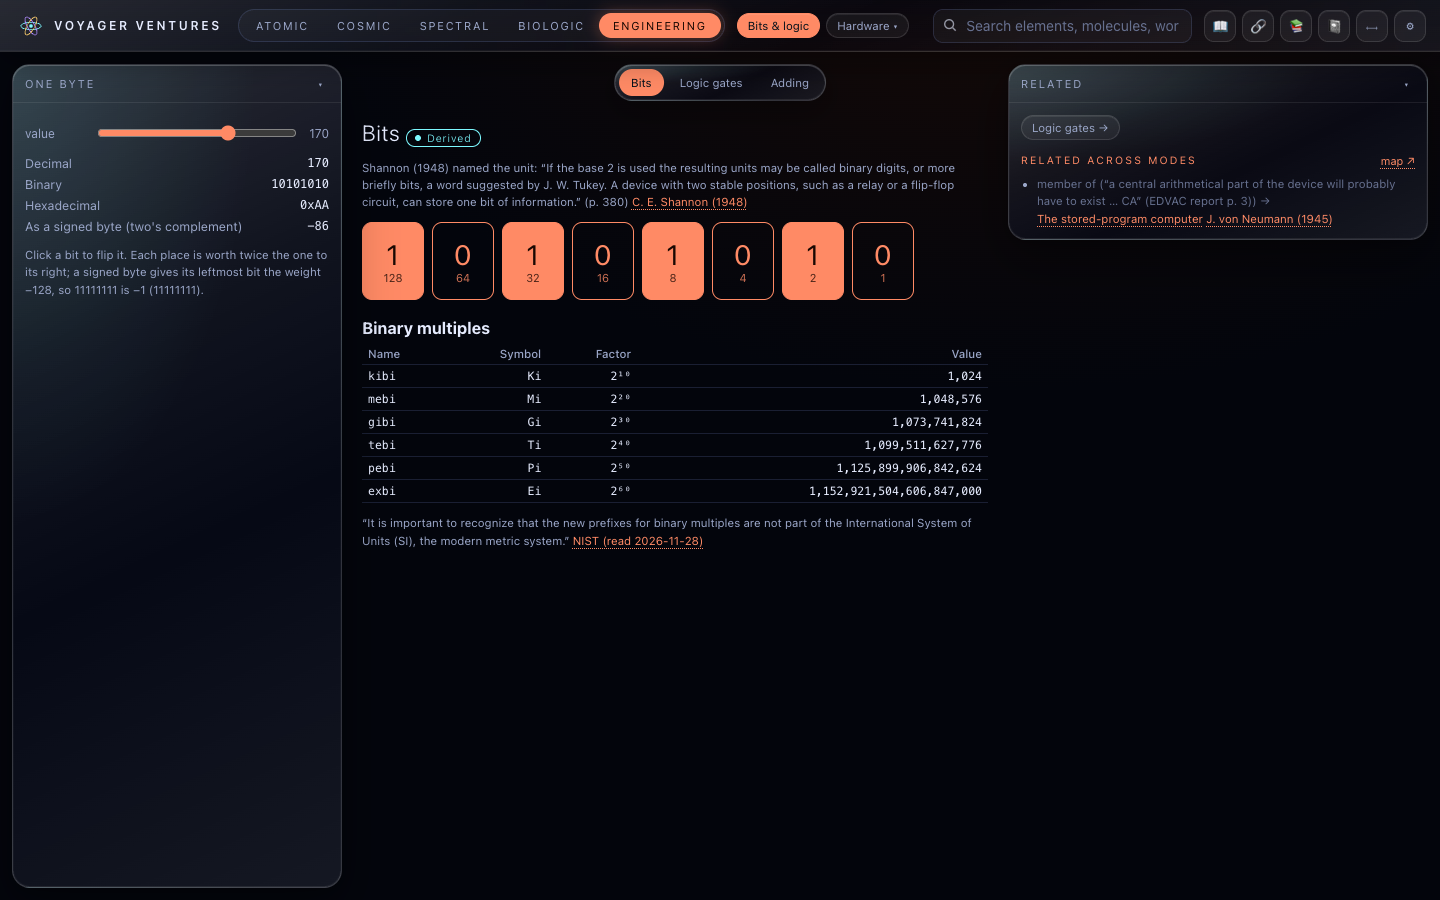 VOYAGER VENTURES
ATOMIC COSMIC SPECTRAL BIOLOGIC ENGINEERING
Bits & logic Hardware ▾
Search elements, molecules, wor
ONE BYTE
value 170
Decimal 170
Binary 10101010
Hexadecimal 0xAA
As a signed byte (two's complement) −86
Click a bit to flip it. Each place is worth twice the one to
its right; a signed byte gives its leftmost bit the weight
−128, so 11111111 is −1 (11111111).
Bits Logic gates Adding
Bits Derived
Shannon (1948) named the unit: “If the base 2 is used the resulting units may be called binary digits, or more
briefly bits, a word suggested by J. W. Tukey. A device with two stable positions, such as a relay or a flip-flop
circuit, can store one bit of information.” (p. 380) C. E. Shannon (1948)
1 0 1 0 1 0 1 0
128 64 32 16 8 4 2 1
Binary multiples
Name Symbol Factor Value
kibi Ki 2¹⁰ 1,024
mebi Mi 2²⁰ 1,048,576
gibi Gi 2³⁰ 1,073,741,824
tebi Ti 2⁴⁰ 1,099,511,627,776
pebi Pi 2⁵⁰ 1,125,899,906,842,624
exbi Ei 2⁶⁰ 1,152,921,504,606,847,000
“It is important to recognize that the new prefixes for binary multiples are not part of the International System of
Units (SI), the modern metric system.” NIST (read 2026-11-28)
RELATED
Logic gates →
RELATED ACROSS MODES map ↗
member of (“a central arithmetical part of the device will probably
have to exist … CA” (EDVAC report p. 3)) →
The stored-program computer J. von Neumann (1945)